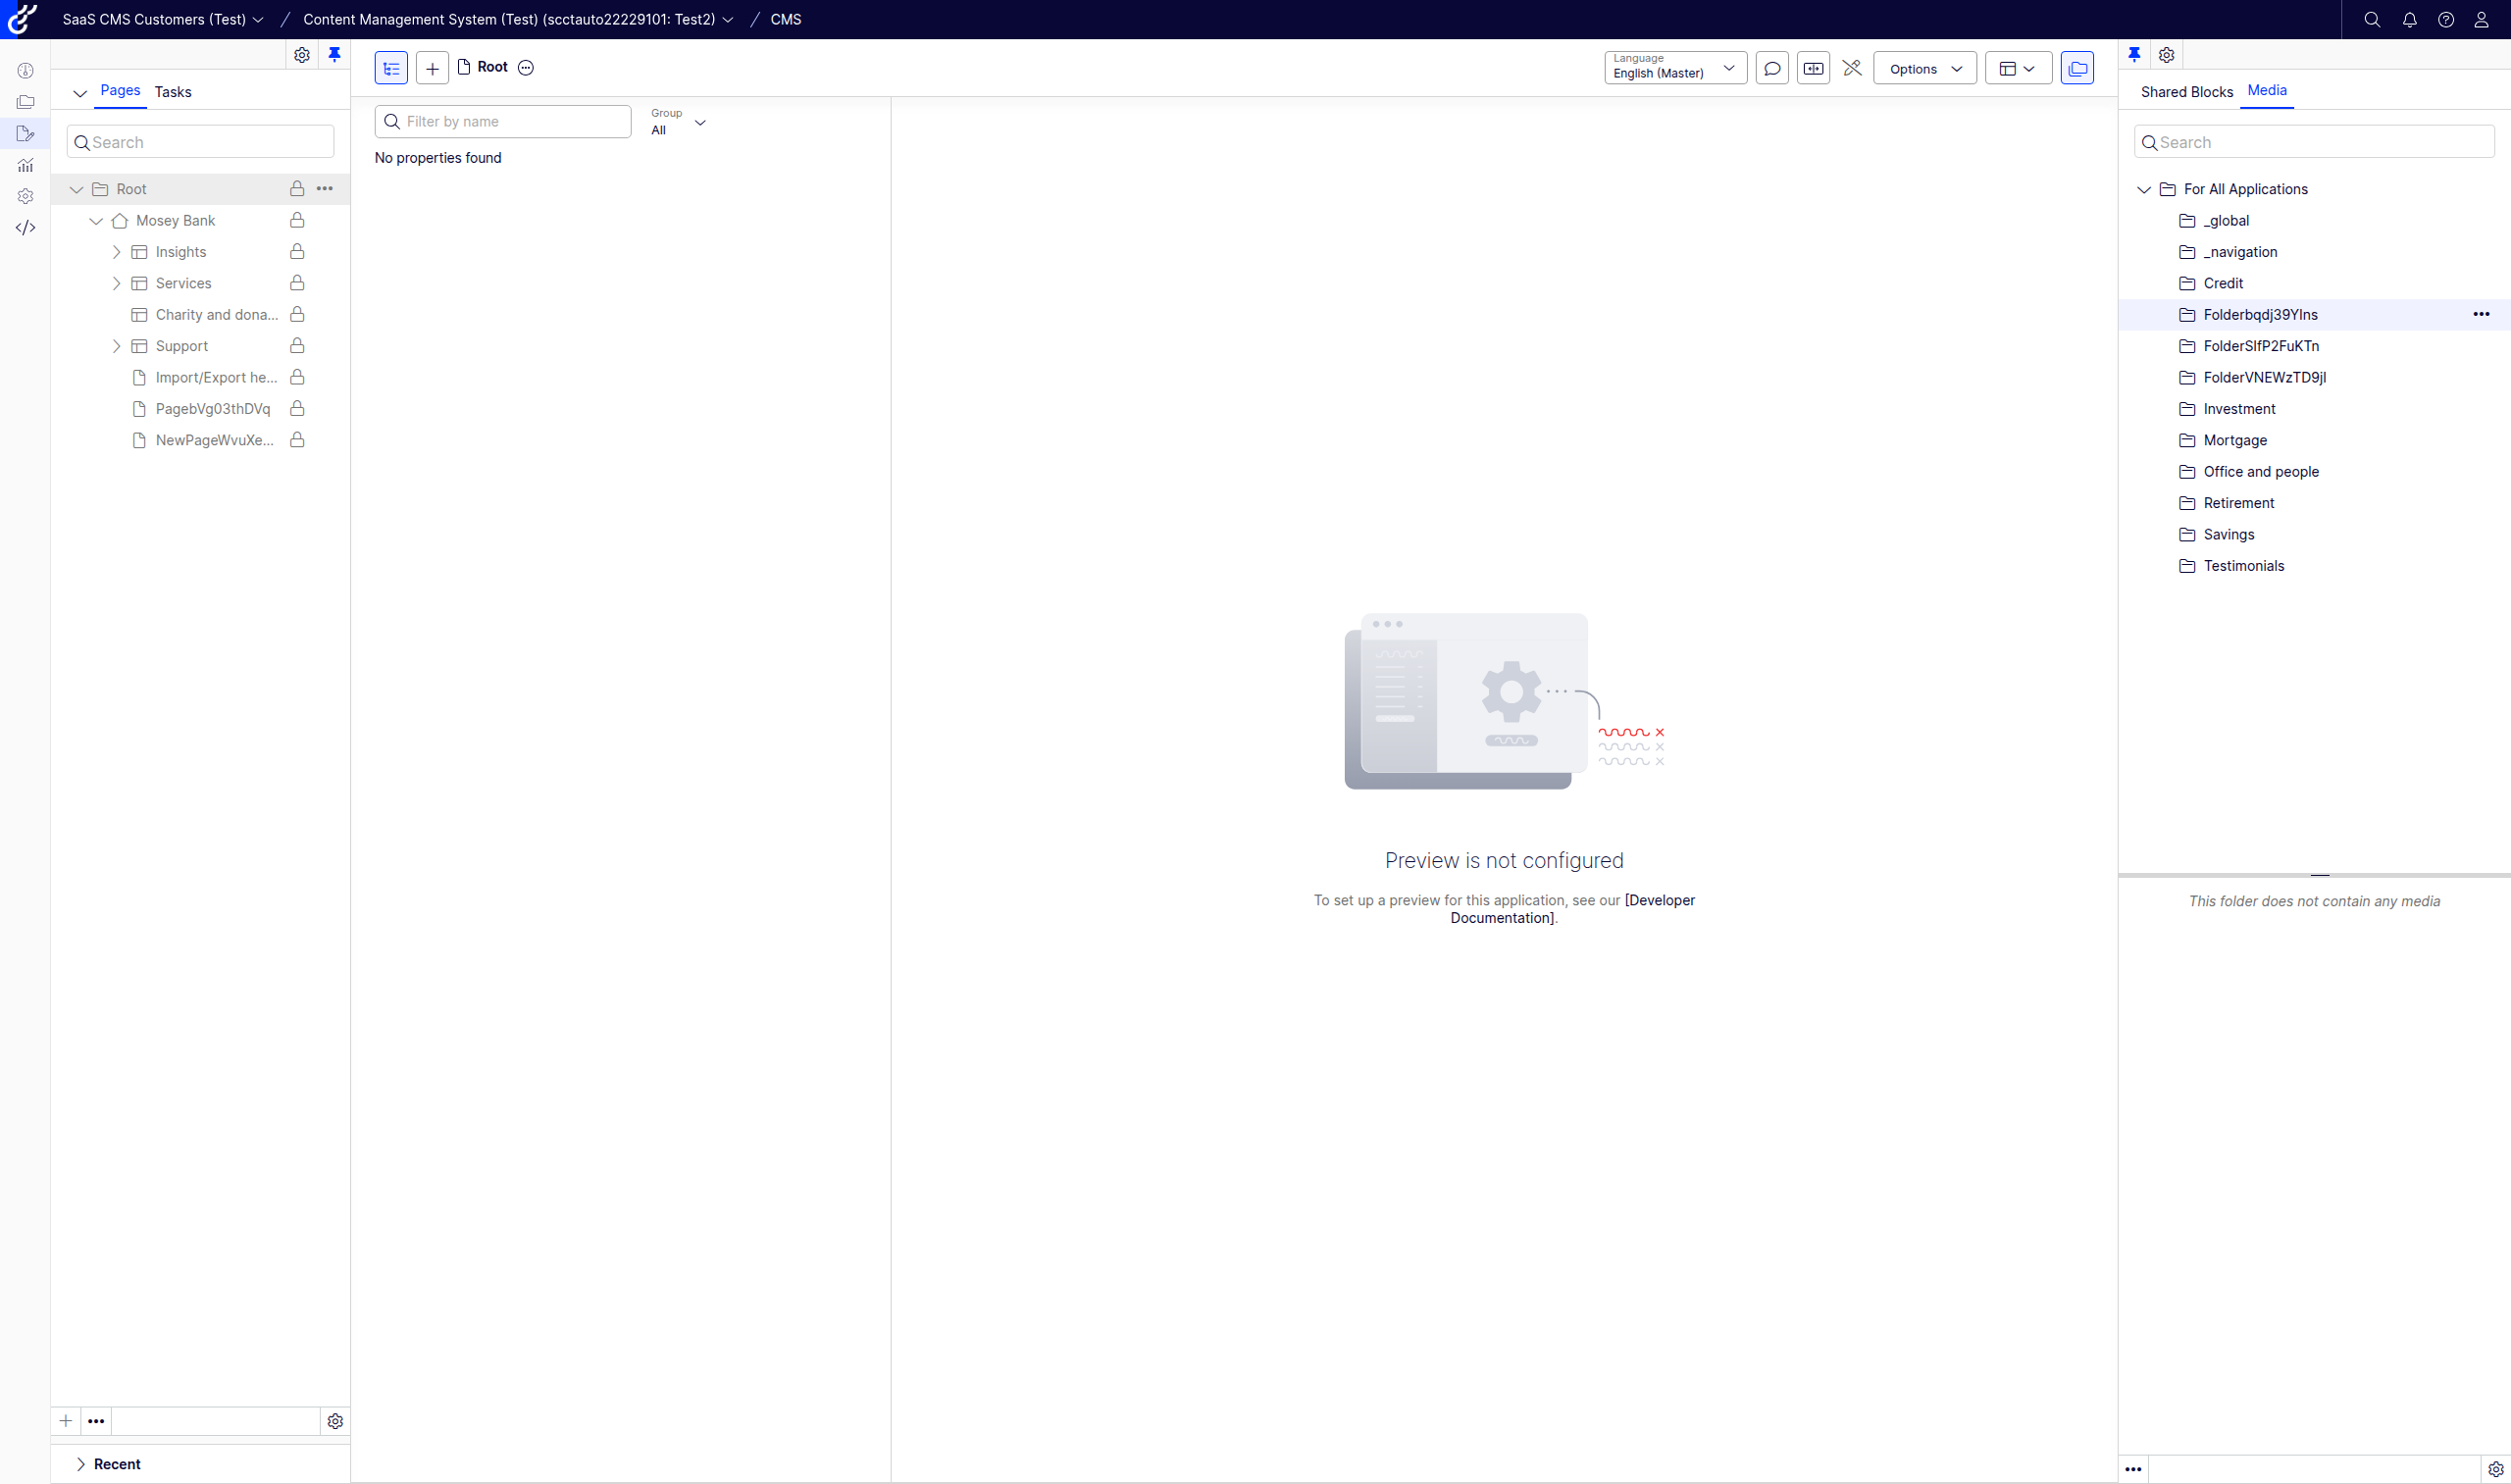 SaaS CMS Customers (Test) / Content Management System (Test) (scctauto22229101: Test2) / CMS
Pages Tasks
Search
Root
Mosey Bank
Insights
Services
Charity and dona...
Support
Import/Export he...
PagebVg03thDVq
NewPageWvuXe...
Recent
Root
Language
English (Master)
Options
Filter by name
Group
All
No properties found
Preview is not configured
To set up a preview for this application, see our [Developer
Documentation].
Shared Blocks Media
Search
For All Applications
_global
_navigation
Credit
Folderbqdj39YIns
FolderSIfP2FuKTn
FolderVNEWzTD9jI
Investment
Mortgage
Office and people
Retirement
Savings
Testimonials
This folder does not contain any media